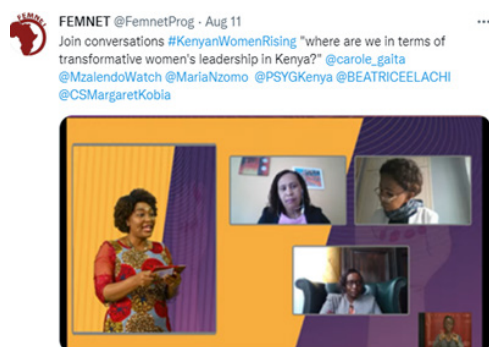 FEMNET
FEMNET @FemnetProg · Aug 11
Join conversations #KenyanWomenRising "where are we in terms of
transformative women's leadership in Kenya?" @carole_gaita
@MzalendoWatch @MariaNzomo @PSYGKenya @BEATRICEELACHI
@CSMargaretKobia